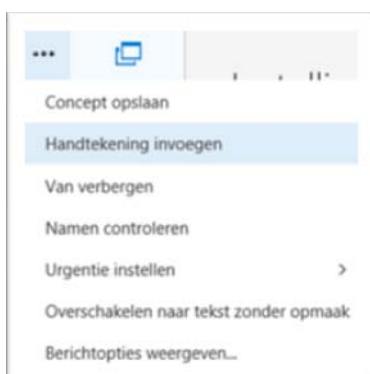 Concept opslaan
Handtekening invoegen
Van verbergen
Namen controleren
Urgentie instellen
Overschakelen naar tekst zonder opmaak
Berichtopties weergeven...